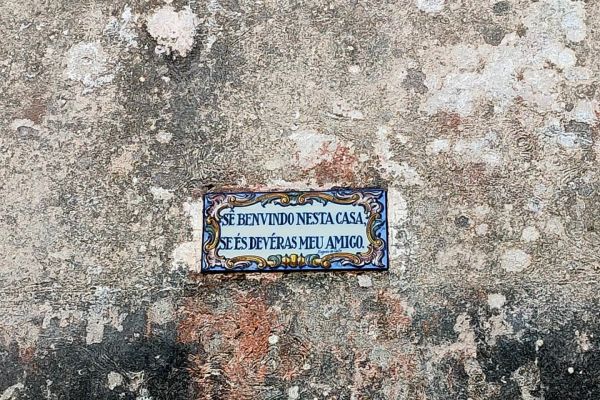 SÊ BENVINDO NESTA CASA
SE ÉS DEVÉRAS MEU AMIGO.